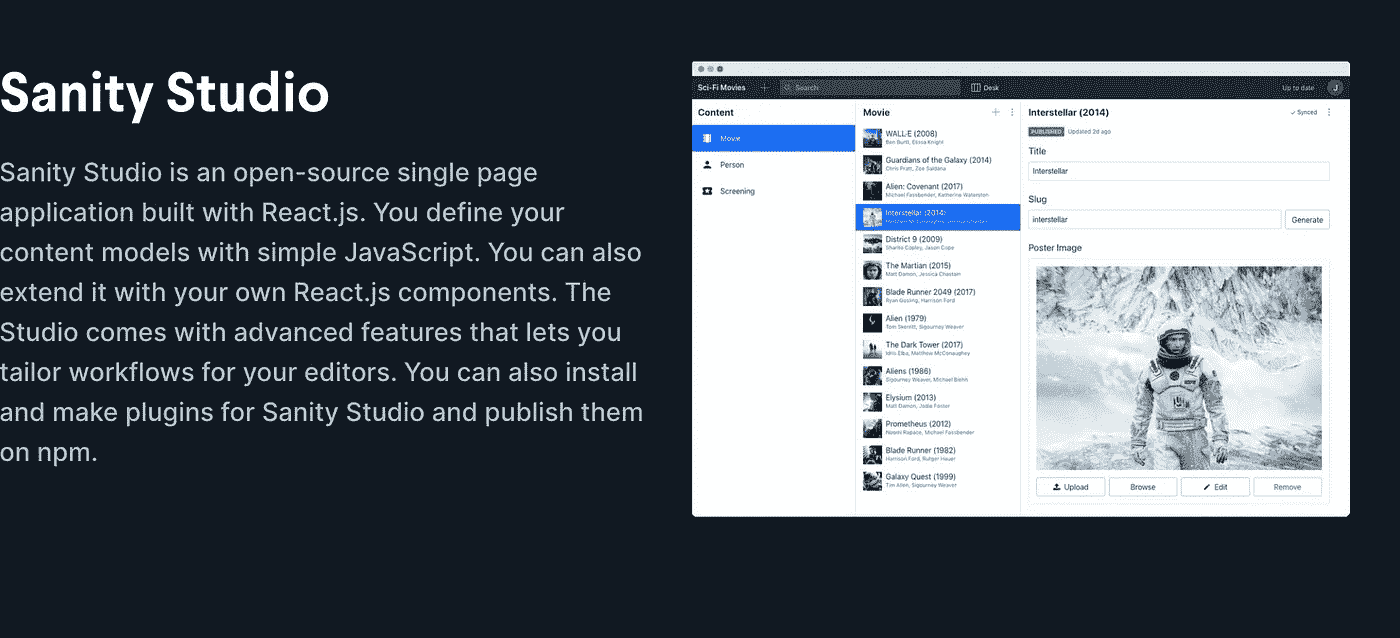 Sanity Studio
Sanity Studio is an open-source single page
application built with React.js. You define your
content models with simple JavaScript. You can also
extend it with your own React.js components. The
Studio comes with advanced features that lets you
tailor workflows for your editors. You can also install
and make plugins for Sanity Studio and publish them
on npm.
Sci-Fi Movies
Search
Desk
Up to date
J
Content
Movie
Person
Screening
Movie
WALL-E (2008)
Ben Burtt, Elissa Knight
Guardians of the Galaxy (2014)
Chris Pratt, Zoe Saldana
Alien: Covenant (2017)
Michael Fassbender, Katherine Waterston
Interstellar (2014)
District 9 (2009)
Sharlto Copley, Jason Cope
The Martian (2015)
Matt Damon, Jessica Chastain
Blade Runner 2049 (2017)
Ryan Gosling, Harrison Ford
Alien (1979)
Tom Skerritt, Sigourney Weaver
The Dark Tower (2017)
Idris Elba, Matthew McConaughey
Aliens (1986)
Sigourney Weaver, Michael Biehn
Elysium (2013)
Matt Damon, Jodie Foster
Prometheus (2012)
Noomi Rapace, Michael Fassbender
Blade Runner (1982)
Harrison Ford, Rutger Hauer
Galaxy Quest (1999)
Tim Allen, Sigourney Weaver
Interstellar (2014)
Synced
PUBLISHED Updated 2d ago
Title
Interstellar
Slug
interstellar
Generate
Poster Image
Upload
Browse
Edit
Remove